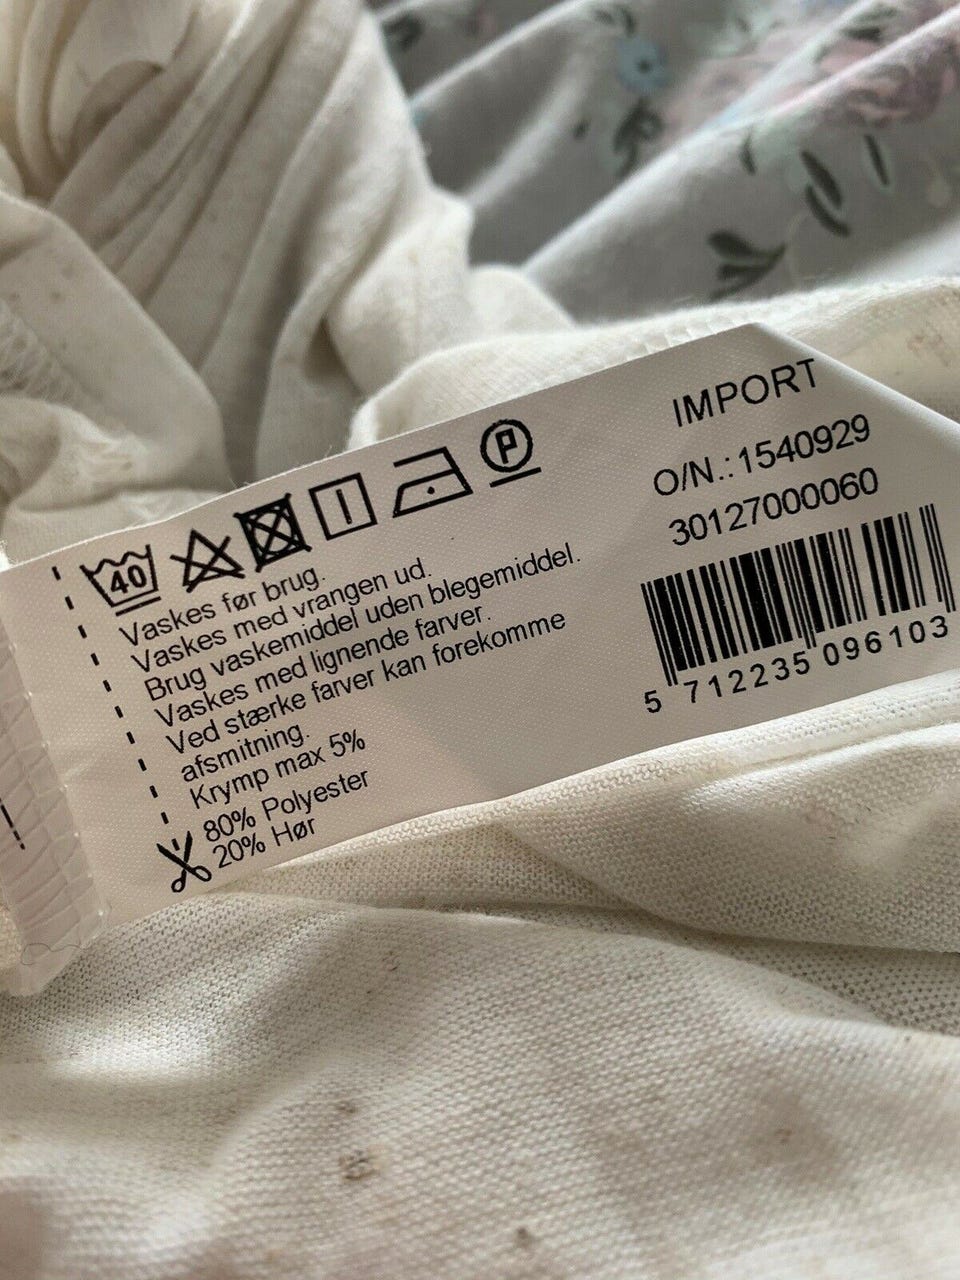 40
P
Vaskes før brug.
Vaskes med vrangen ud.
Brug vaskemiddel uden blegemiddel.
Vaskes med lignende farver.
Ved stærke farver kan forekomme
afsmitning.
Krymp max 5%
80% Polyester
20% Hør
IMPORT
O/N.:1540929
30127000060
5 712235 096103